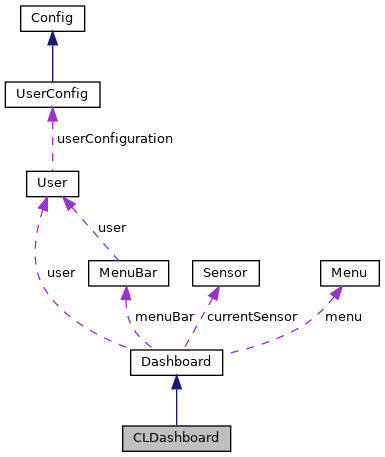 Config
UserConfig
userConfiguration
User
user
user
MenuBar
Sensor
Menu
menuBar
currentSensor
menu
Dashboard
CLDashboard